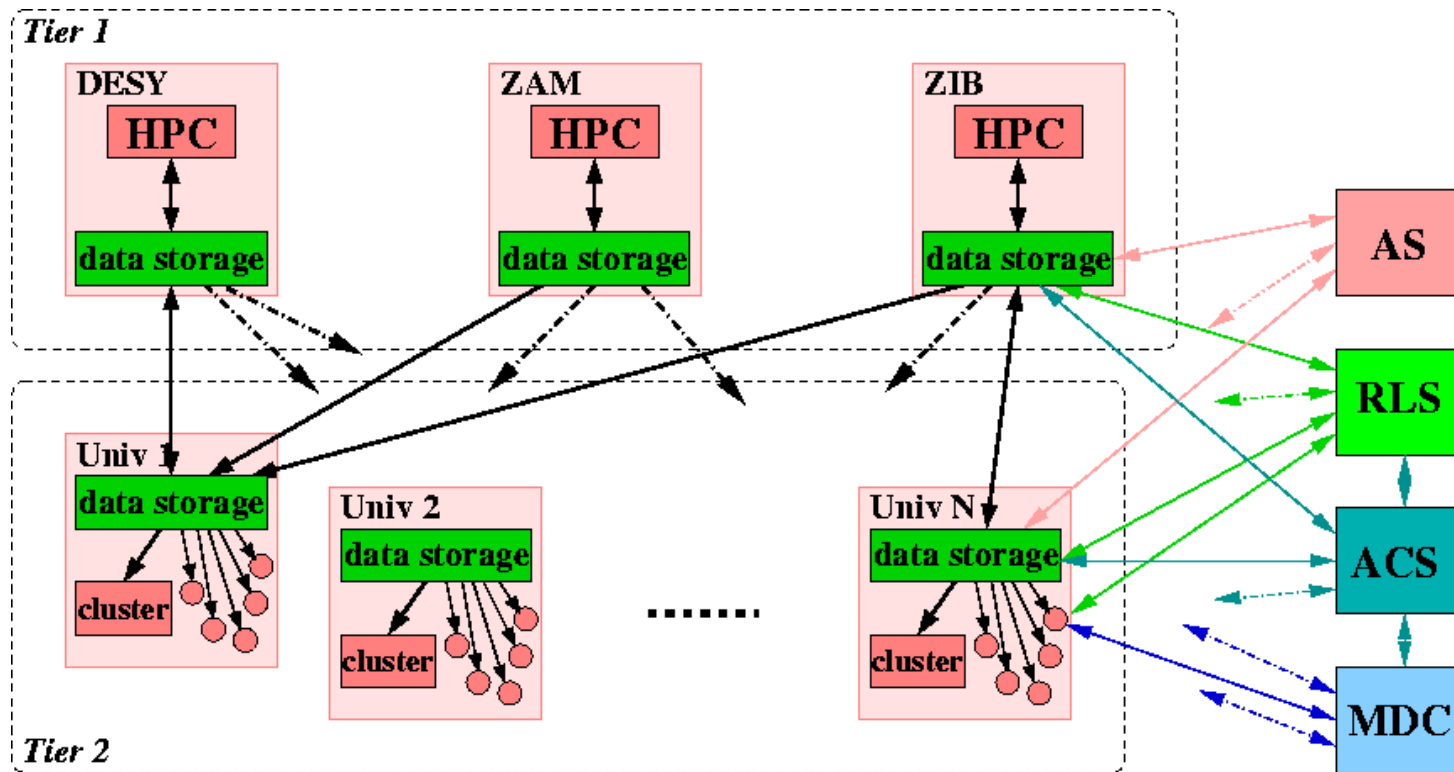 Tier 1
DESY
ZAM
ZIB
HPC
HPC
HPC
data storage
data storage
data storage
AS
RLS
Univ 1
data storage
Univ 2
Univ N
data storage
data storage
ACS
cluster
cluster
cluster
MDC
Tier 2